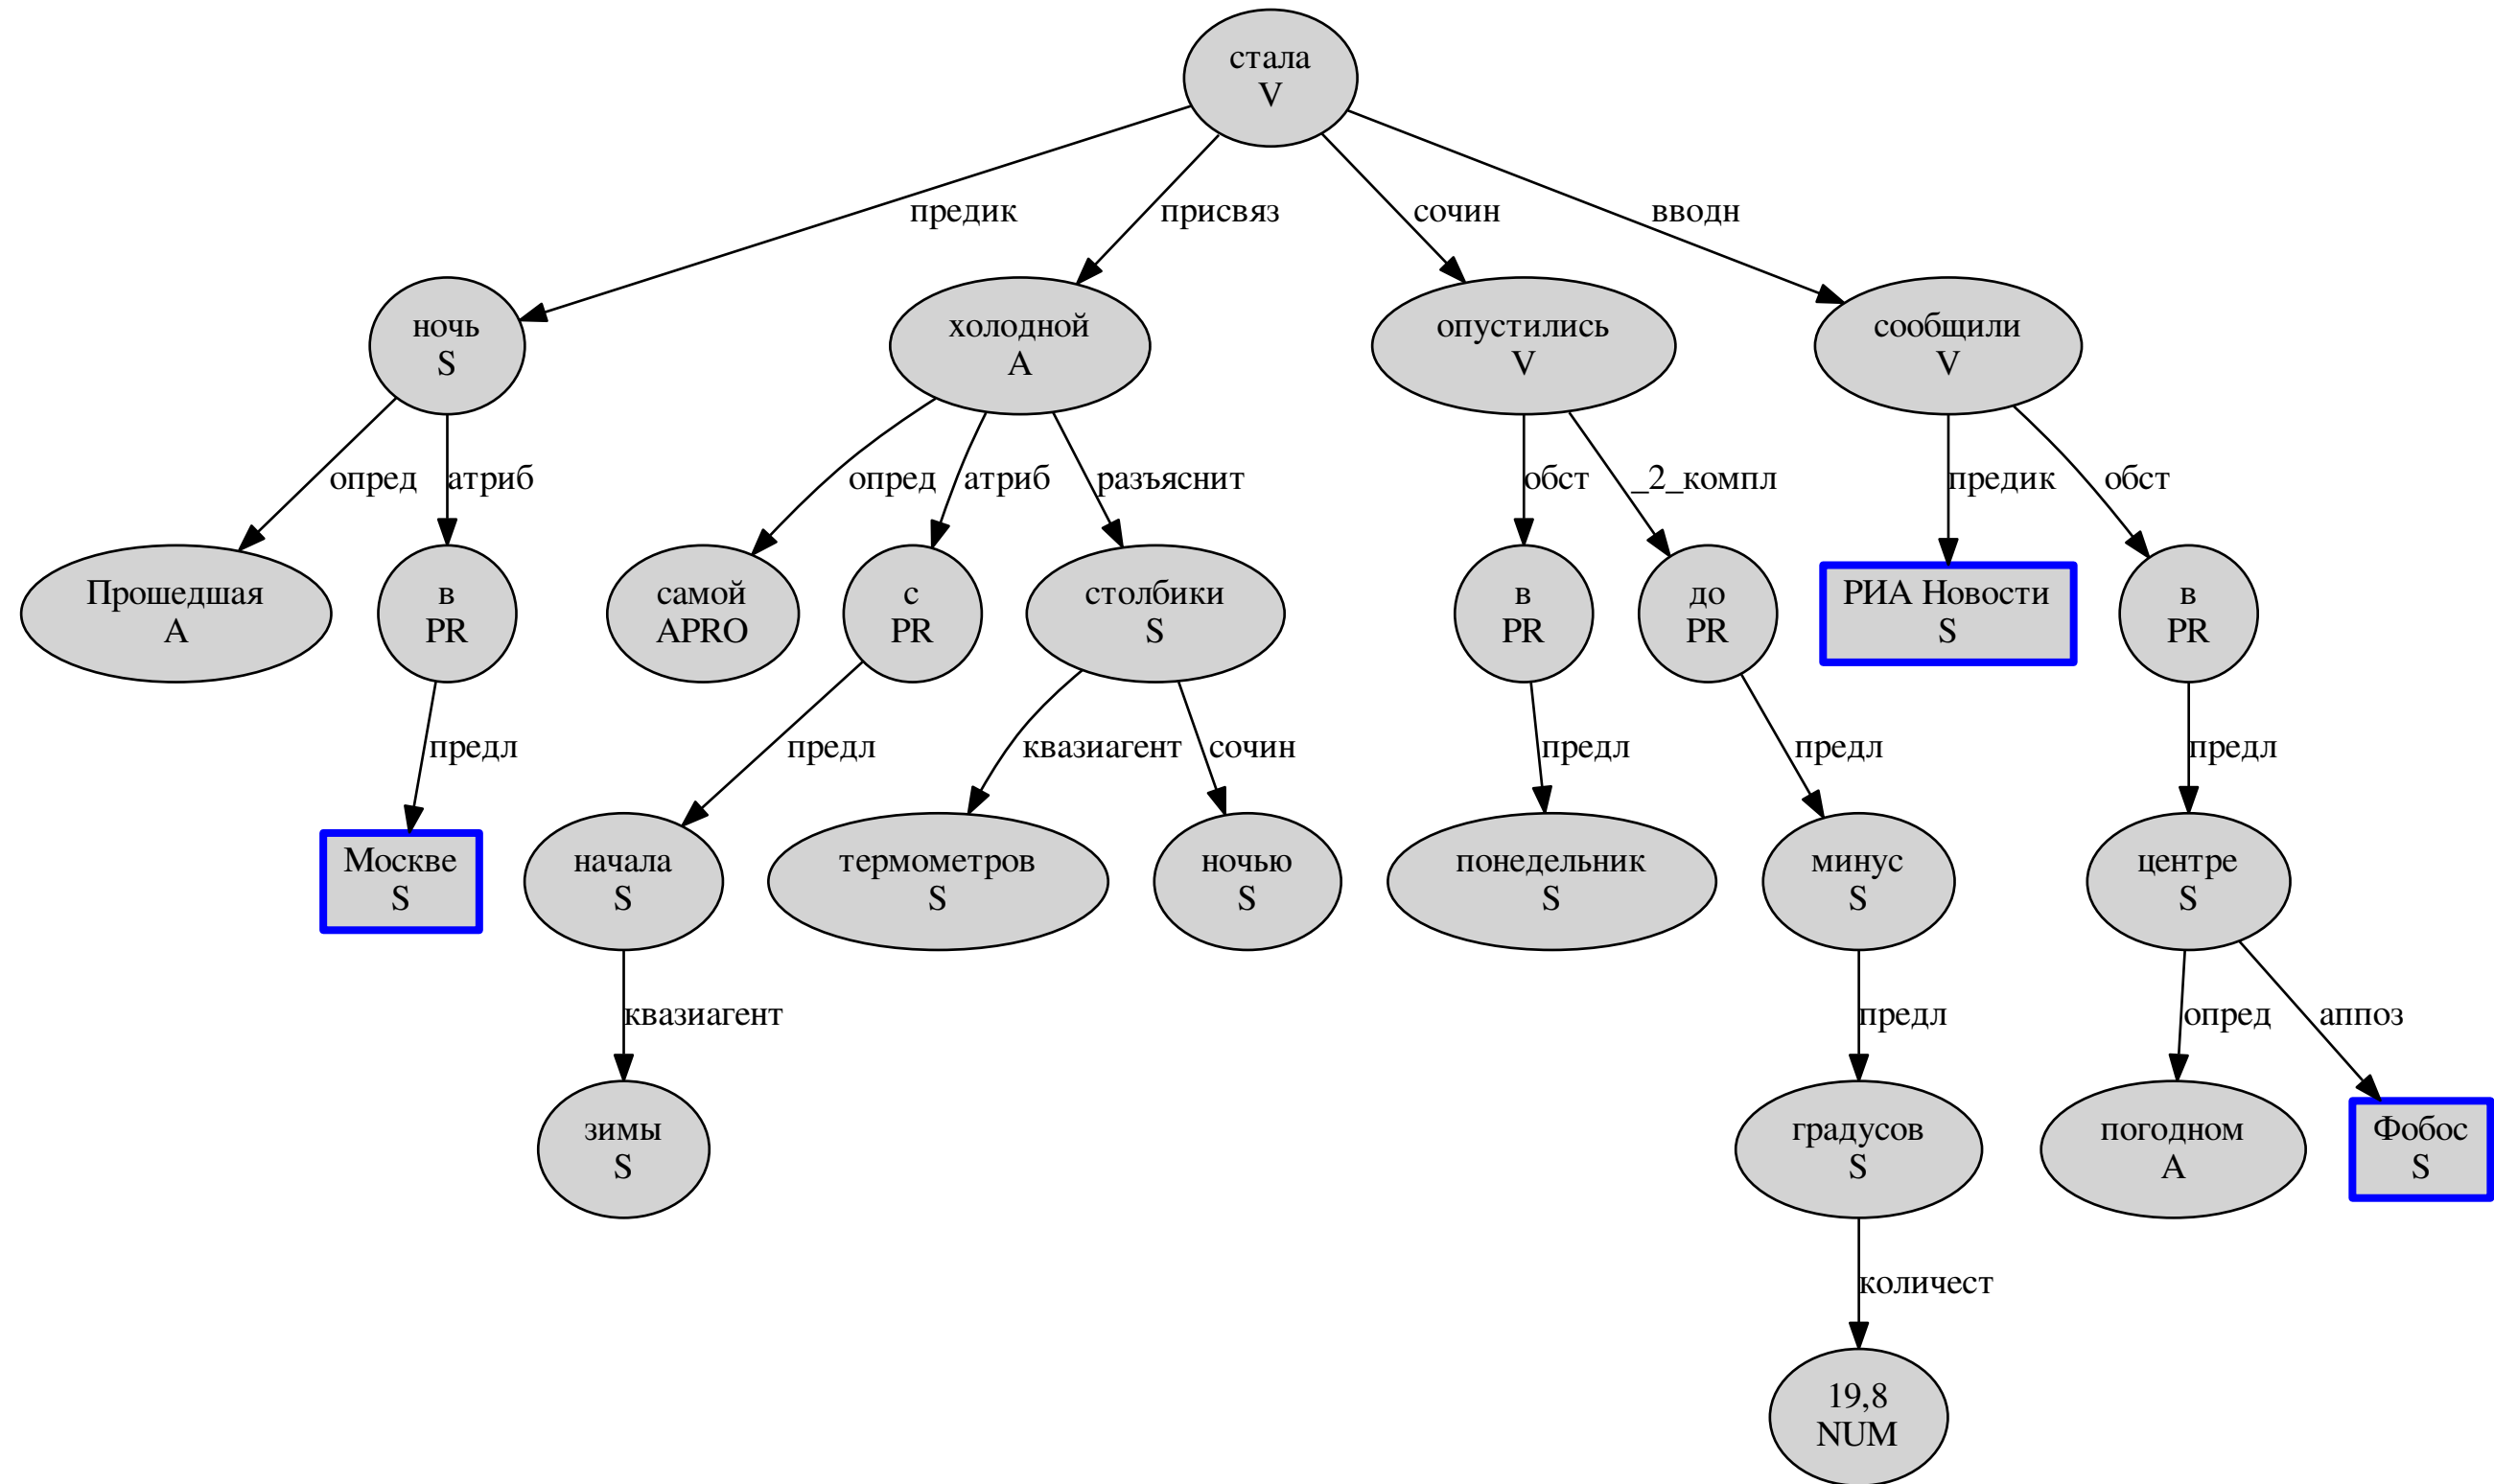 стала
V
предик
присвяз
сочин
вводн
ночь
S
холодной
A
опустились
V
сообщили
V
опред
атриб
опред
атриб
разъяснит
обст
_2_компл
предик
обст
Прошедшая
A
в
PR
самой
APRO
с
PR
столбики
S
в
PR
до
PR
РИА Новости
S
в
PR
предл
предл
квазиагент
сочин
предл
предл
предл
Москве
S
начала
S
термометров
S
ночью
S
понедельник
S
минус
S
центре
S
квазиагент
предл
опред
аппоз
зимы
S
градусов
S
погодном
A
Фобос
S
количест
19,8
NUM